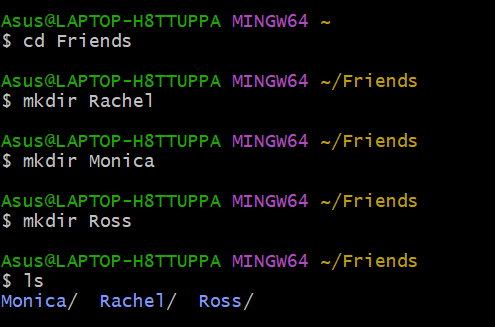 Asus@LAPTOP-H8TTUPPA MINGW64 ~
$ cd Friends
Asus@LAPTOP-H8TTUPPA MINGW64 ~/Friends
$ mkdir Rachel
Asus@LAPTOP-H8TTUPPA MINGW64 ~/Friends
$ mkdir Monica
Asus@LAPTOP-H8TTUPPA MINGW64 ~/Friends
$ mkdir Ross
Asus@LAPTOP-H8TTUPPA MINGW64 ~/Friends
$ ls
Monica/  Rachel/  Ross/